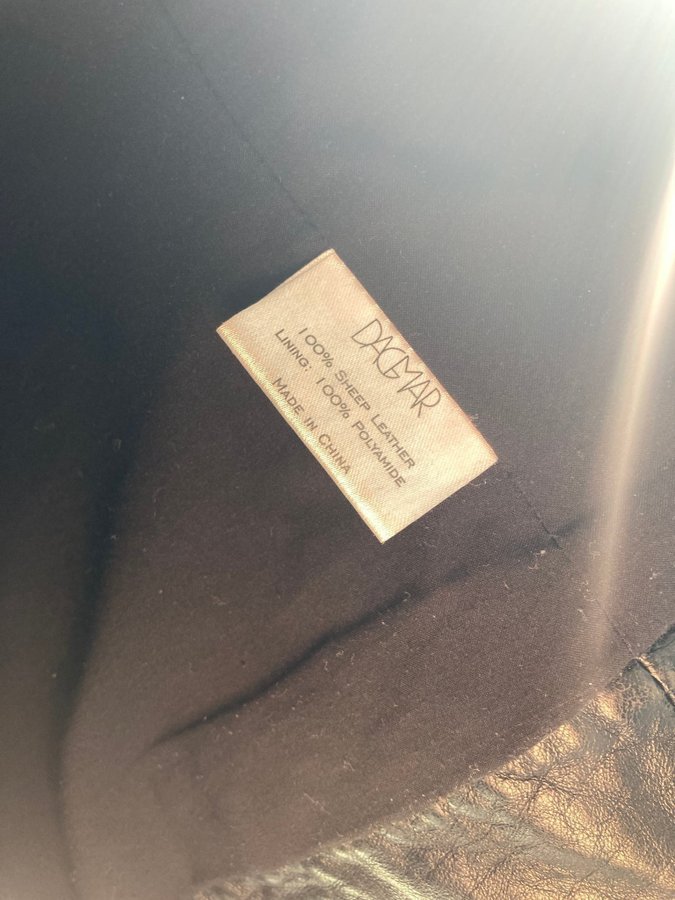 DAGMAR
100% SHEEP LEATHER
LINING: 100% POLYAMIDE
MADE IN CHINA